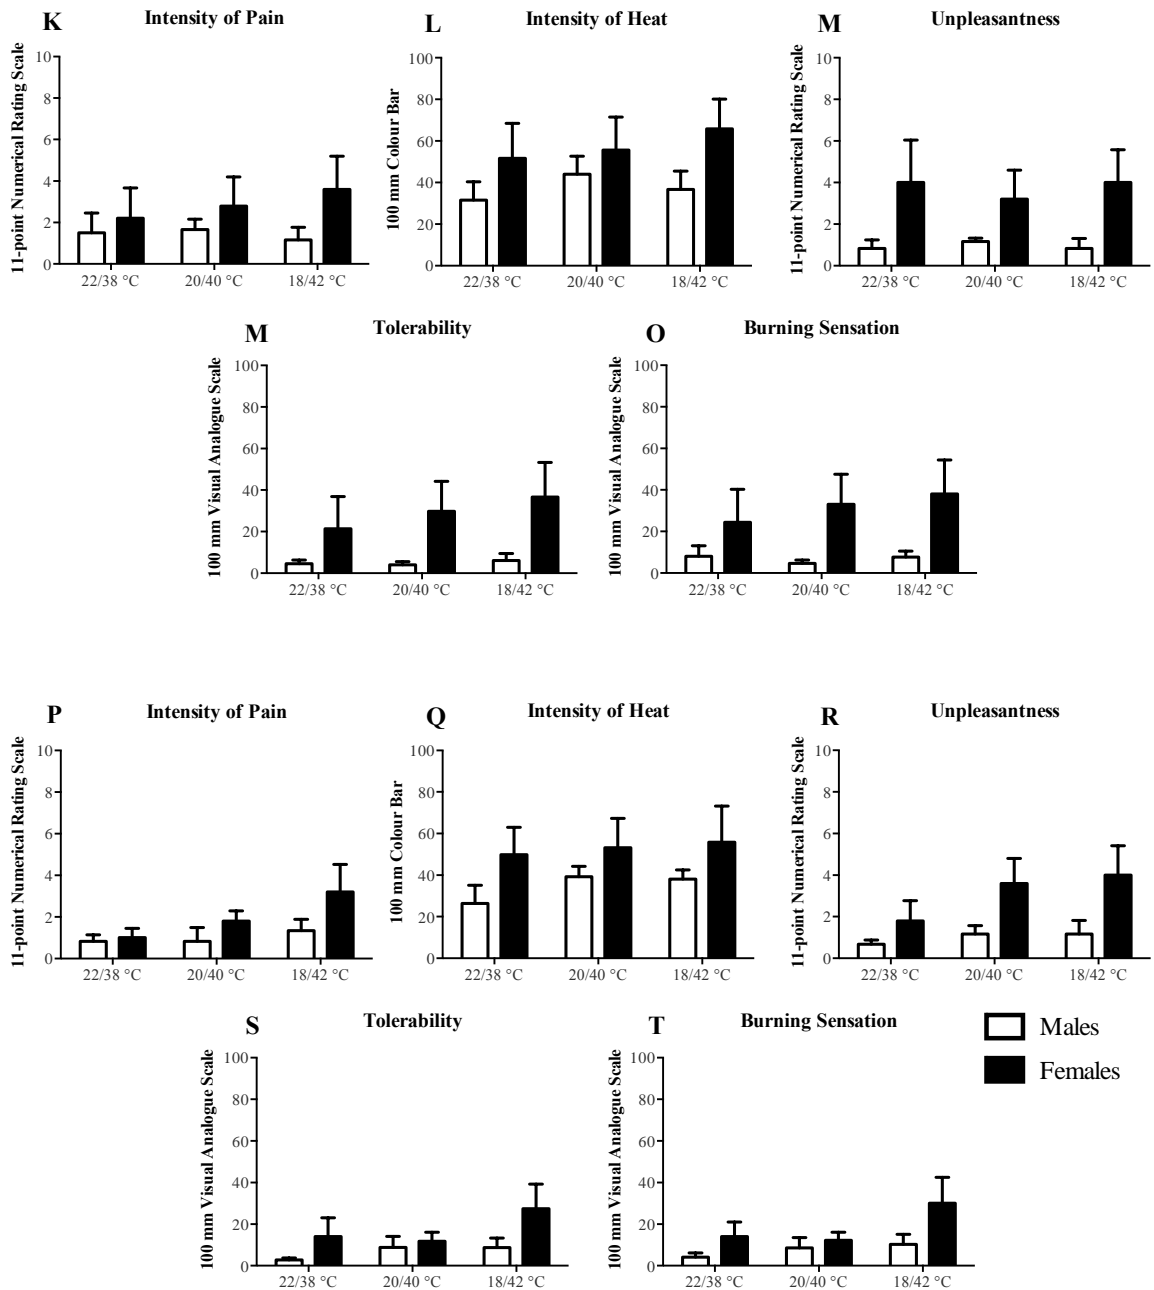 K Intensity of Pain
11-point Numerical Rating Scale
10
8
6
4
2
0
22/38 °C 20/40 °C 18/42 °C
L Intensity of Heat
100 mm Colour Bar
100
80
60
40
20
0
22/38 °C 20/40 °C 18/42 °C
M Unpleasantness
11-point Numerical Rating Scale
10
8
6
4
2
0
22/38 °C 20/40 °C 18/42 °C
M Tolerability
100 mm Visual Analogue Scale
100
80
60
40
20
0
22/38 °C 20/40 °C 18/42 °C
O Burning Sensation
100 mm Visual Analogue Scale
100
80
60
40
20
0
22/38 °C 20/40 °C 18/42 °C
P Intensity of Pain
11-point Numerical Rating Scale
10
8
6
4
2
0
22/38 °C 20/40 °C 18/42 °C
Q Intensity of Heat
100 mm Colour Bar
100
80
60
40
20
0
22/38 °C 20/40 °C 18/42 °C
R Unpleasantness
11-point Numerical Rating Scale
10
8
6
4
2
0
22/38 °C 20/40 °C 18/42 °C
S Tolerability
100 mm Visual Analogue Scale
100
80
60
40
20
0
22/38 °C 20/40 °C 18/42 °C
T Burning Sensation
100 mm Visual Analogue Scale
100
80
60
40
20
0
22/38 °C 20/40 °C 18/42 °C
Males
Females